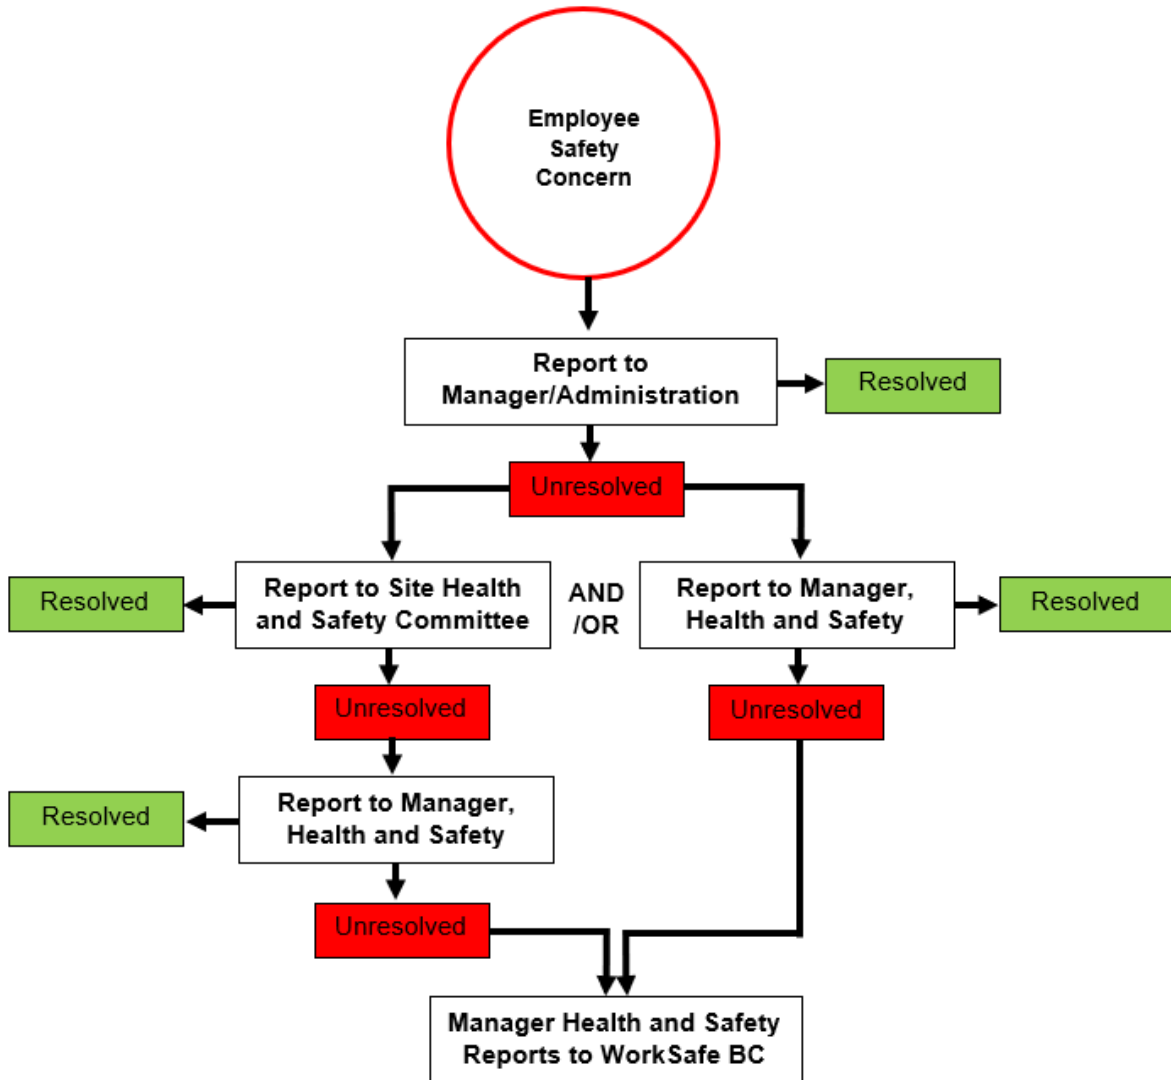 Employee
Safety
Concern
Report to
Manager/Administration
Resolved
Unresolved
Resolved
Report to Site Health
and Safety Committee
AND
/OR
Report to Manager,
Health and Safety
Resolved
Unresolved
Unresolved
Resolved
Report to Manager,
Health and Safety
Unresolved
Manager Health and Safety
Reports to WorkSafe BC